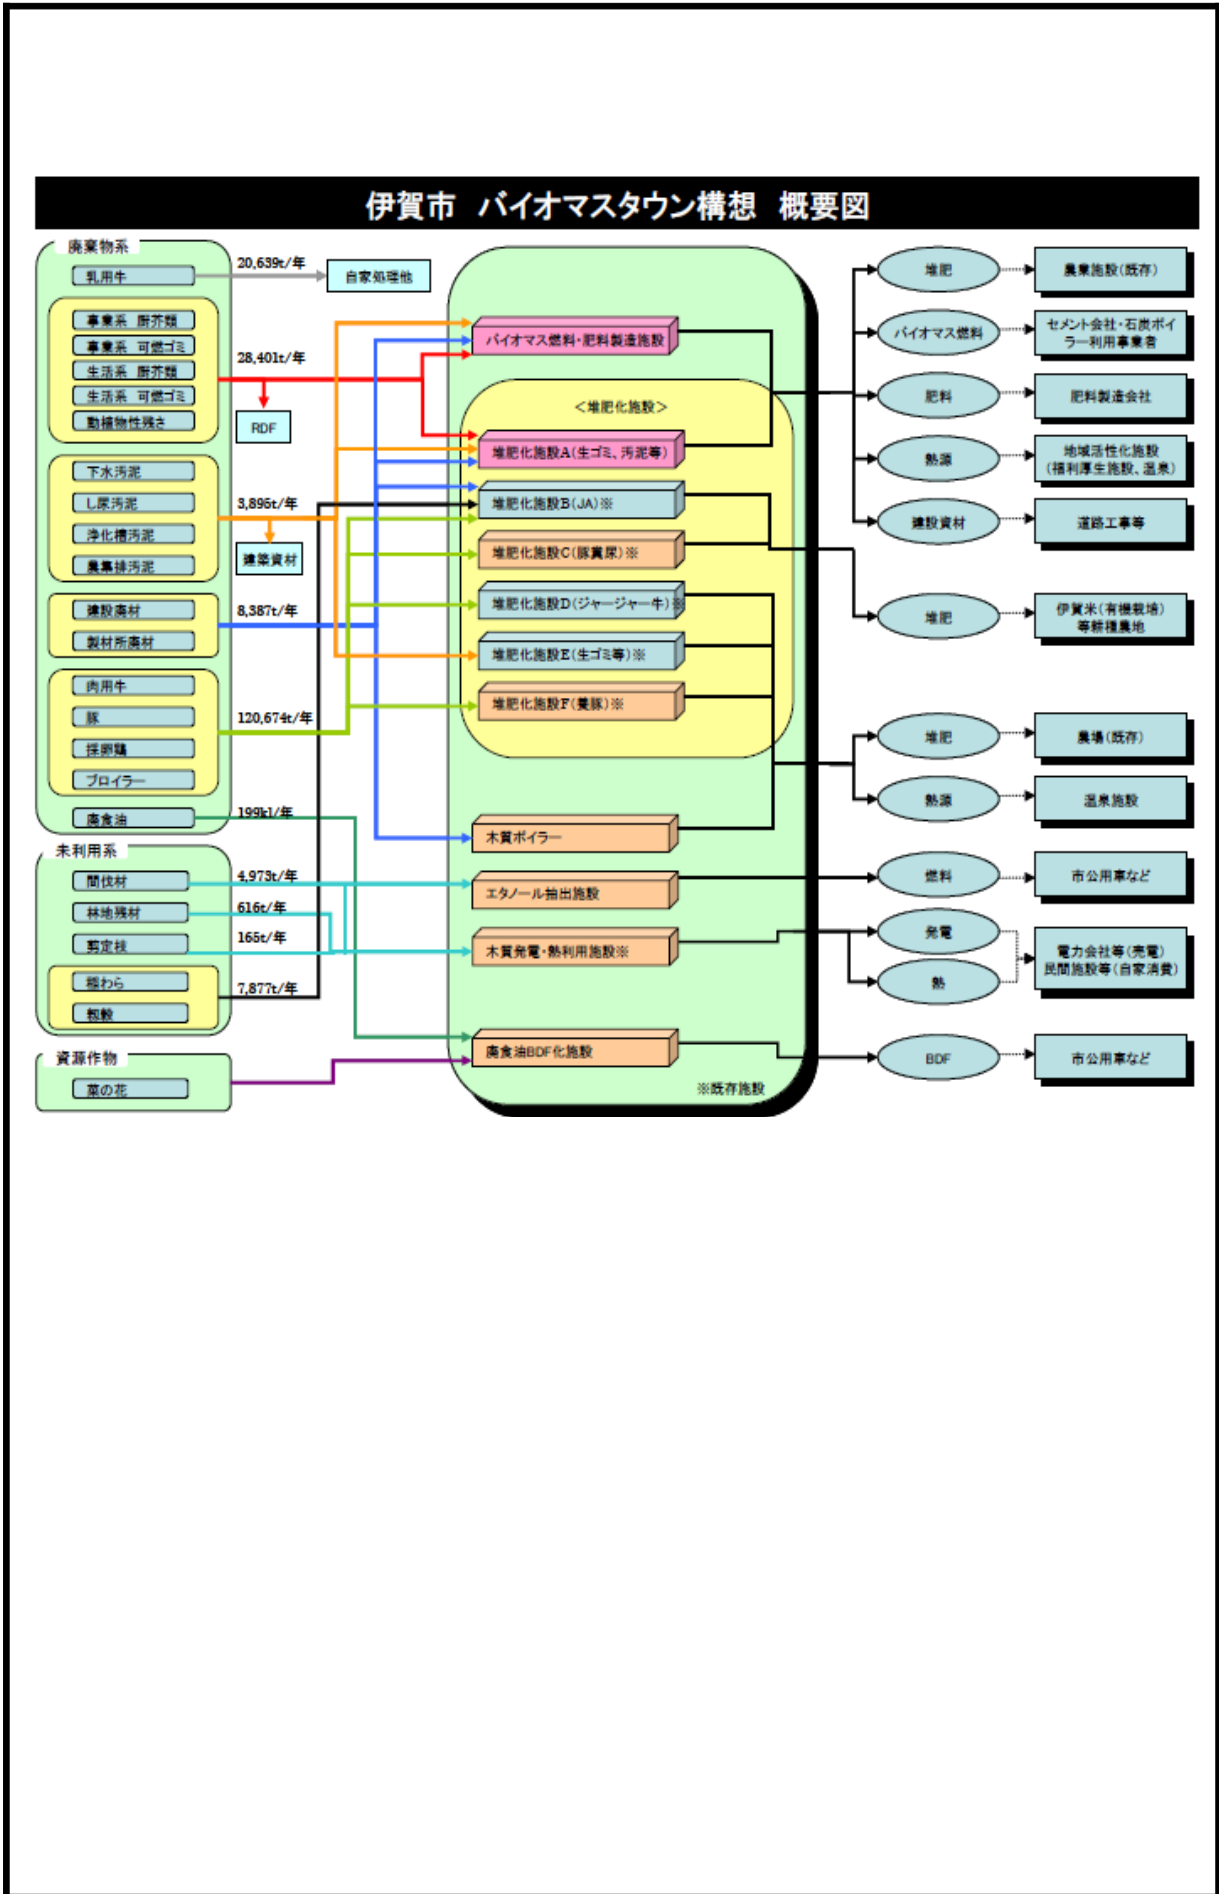 伊賀市 バイオマスタウン構想 概要図
廃棄物系
乳用牛
20,639t/年
自家処理他
事業系 厨芥類
事業系 可燃ゴミ
生活系 厨芥類
生活系 可燃ゴミ
動植物性残さ
28,401t/年
RDF
下水汚泥
し尿汚泥
浄化槽汚泥
農集排汚泥
3,895t/年
建築資材
建設廃材
製材所廃材
8,387t/年
肉用牛
豚
採卵鶏
ブロイラー
120,674t/年
廃食油
199kl/年
未利用系
間伐材
4,973t/年
林地残材
616t/年
剪定枝
165t/年
稲わら
籾殻
7,877t/年
資源作物
菜の花
バイオマス燃料・肥料製造施設
＜堆肥化施設＞
堆肥化施設A(生ゴミ、汚泥等)
堆肥化施設B(JA)※
堆肥化施設C(豚糞尿)※
堆肥化施設D(ジャージャー牛)※
堆肥化施設E(生ゴミ等)※
堆肥化施設F(養豚)※
木質ボイラー
エタノール抽出施設
木質発電・熱利用施設※
廃食油BDF化施設
※既存施設
堆肥
農業施設(既存)
バイオマス燃料
セメント会社・石炭ボイ
ラー利用事業者
肥料
肥料製造会社
熱源
地域活性化施設
(福利厚生施設、温泉)
建設資材
道路工事等
堆肥
伊賀米(有機栽培)
等耕種農地
堆肥
農場(既存)
熱源
温泉施設
燃料
市公用車など
発電
熱
電力会社等(売電)
民間施設等(自家消費)
BDF
市公用車など